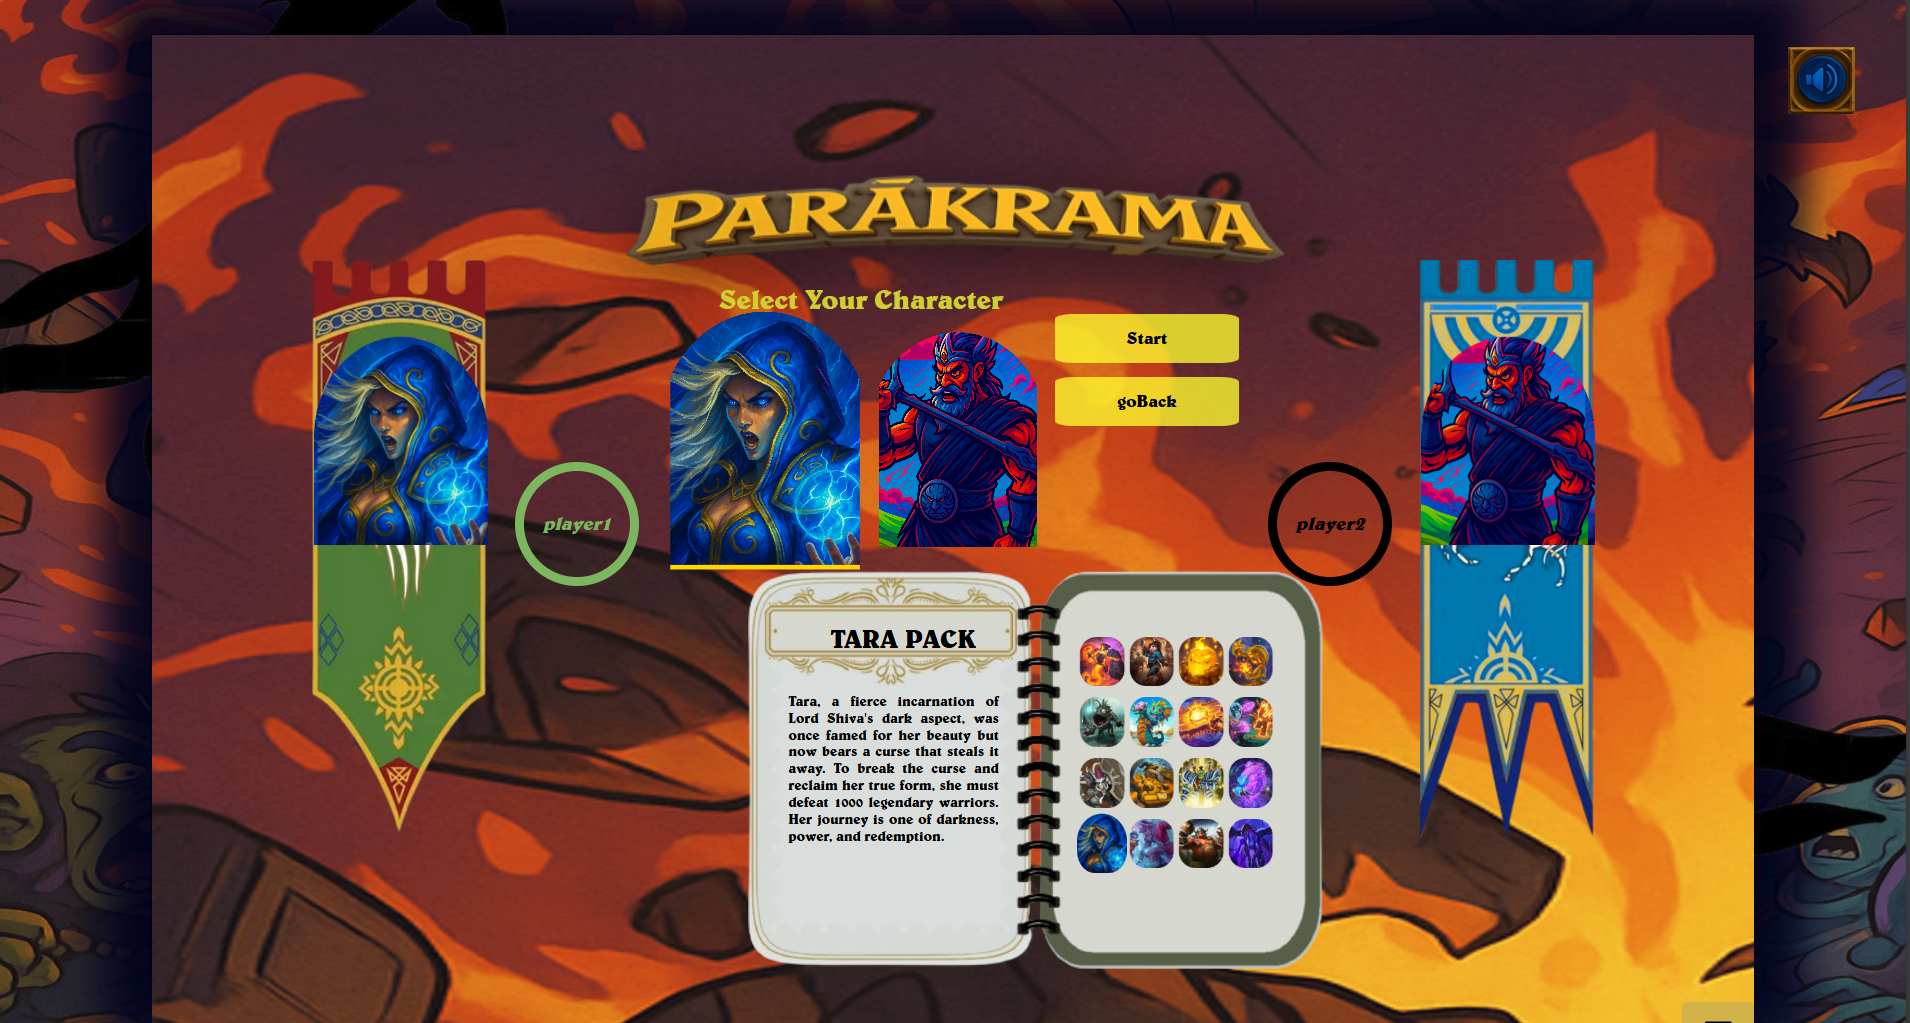 PARĀKRAMA
Select Your Character
Start
goBack
player1
player2
TARA PACK
Tara, a fierce incarnation of
Lord Shiva's dark aspect, was
once famed for her beauty but
now bears a curse that steals it
away. To break the curse and
reclaim her true form, she must
defeat 1000 legendary warriors.
Her journey is one of darkness,
power, and redemption.